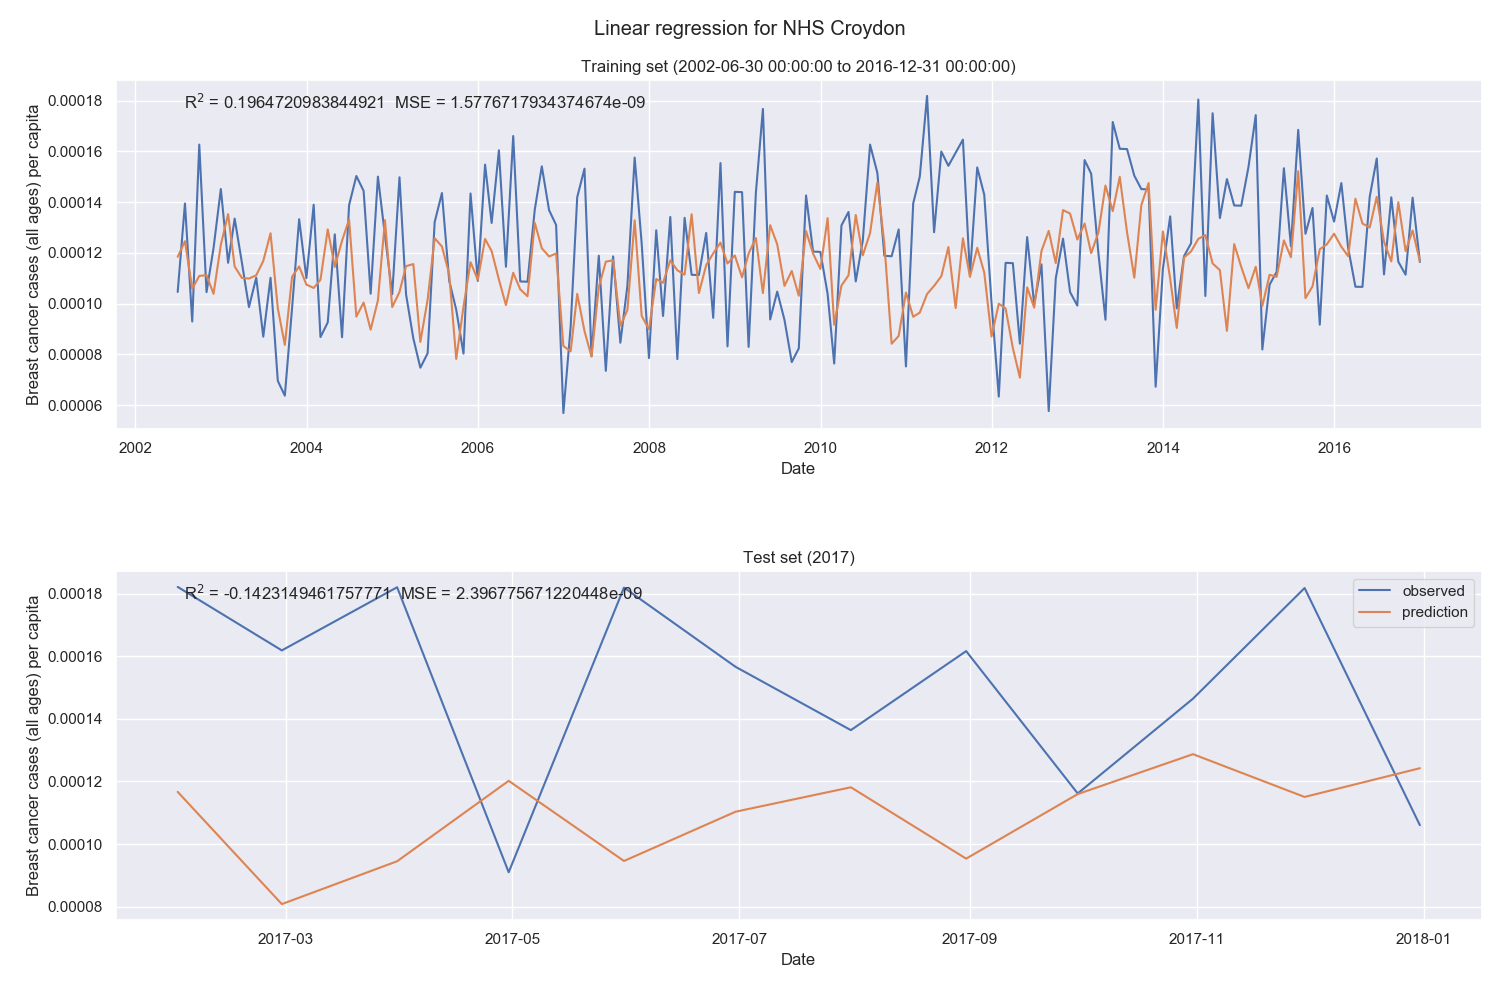 Linear regression for NHS Croydon
Training set (2002-06-30 00:00:00 to 2016-12-31 00:00:00)
R² = 0.1964720983844921 MSE = 1.5776717934374674e-09
Breast cancer cases (all ages) per capita
0.00018
0.00016
0.00014
0.00012
0.00010
0.00008
0.00006
2002 2004 2006 2008 2010 2012 2014 2016
Date
Test set (2017)
R² = -0.1423149461757771 MSE = 2.396775671220448e-09
observed
prediction
Breast cancer cases (all ages) per capita
0.00018
0.00016
0.00014
0.00012
0.00010
0.00008
2017-03 2017-05 2017-07 2017-09 2017-11 2018-01
Date